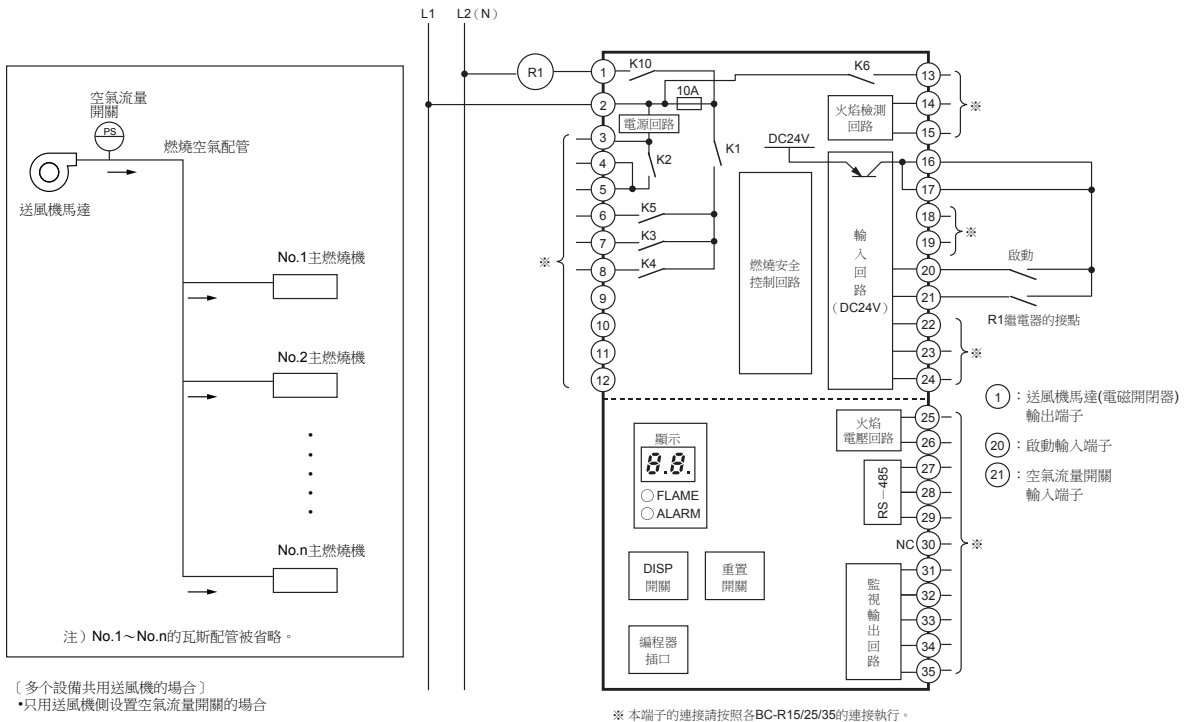 L1
L2（N）
空氣流量
開關
PS
燃燒空氣配管
送風機馬達
No.1主燃燒機
No.2主燃燒機
No.n主燃燒機
注）No.1～No.n的瓦斯配管被省略。
〔多个設備共用送風機的場合〕
•只用送風機側设置空氣流量開關的場合
R1
1
K10
2
10A
電源回路
3
4
5
K2
K1
6
K5
7
K3
8
K4
9
10
11
12
※
K6
13
14
15
※
火焰檢測
回路
DC24V
16
17
18
19
※
20
啟動
21
R1繼電器的接點
22
23
24
※
燃燒安全
控制回路
輸
入
回
路
（DC24V）
顯示
8.8.
FLAME
ALARM
DISP
開關
重置
開關
编程器
插口
火焰
電壓回路
25
26
RS－485
27
28
29
NC
30
※
監
視
輸
出
回
路
31
32
33
34
35
1：送風機馬達(電磁開閉器)
輸出端子
20：啟動輸入端子
21：空氣流量開關
輸入端子
※ 本端子的連接請按照各BC-R15/25/35的連接執行。